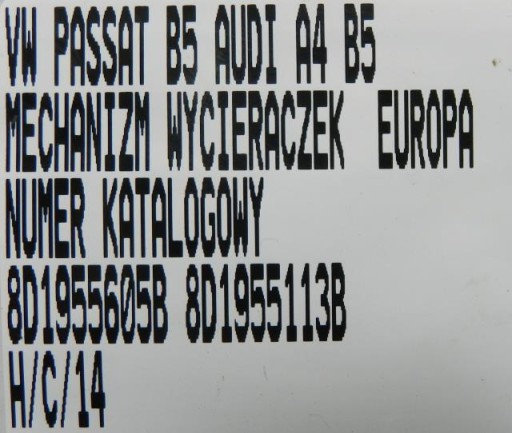 VW PASSAT B5 AUDI A4 B5
MECHANIZM WYCIERACZEK EUROPA
NUMER KATALOGOWY
8D1955605B 8D1955113B
H/C/14